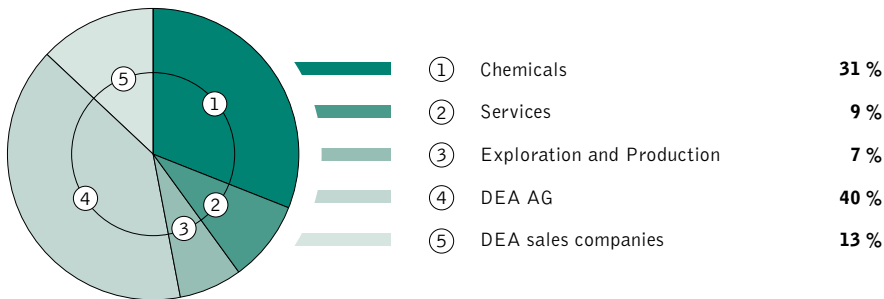 5
1
4
2
3
1 Chemicals 31 %
2 Services 9 %
3 Exploration and Production 7 %
4 DEA AG 40 %
5 DEA sales companies 13 %